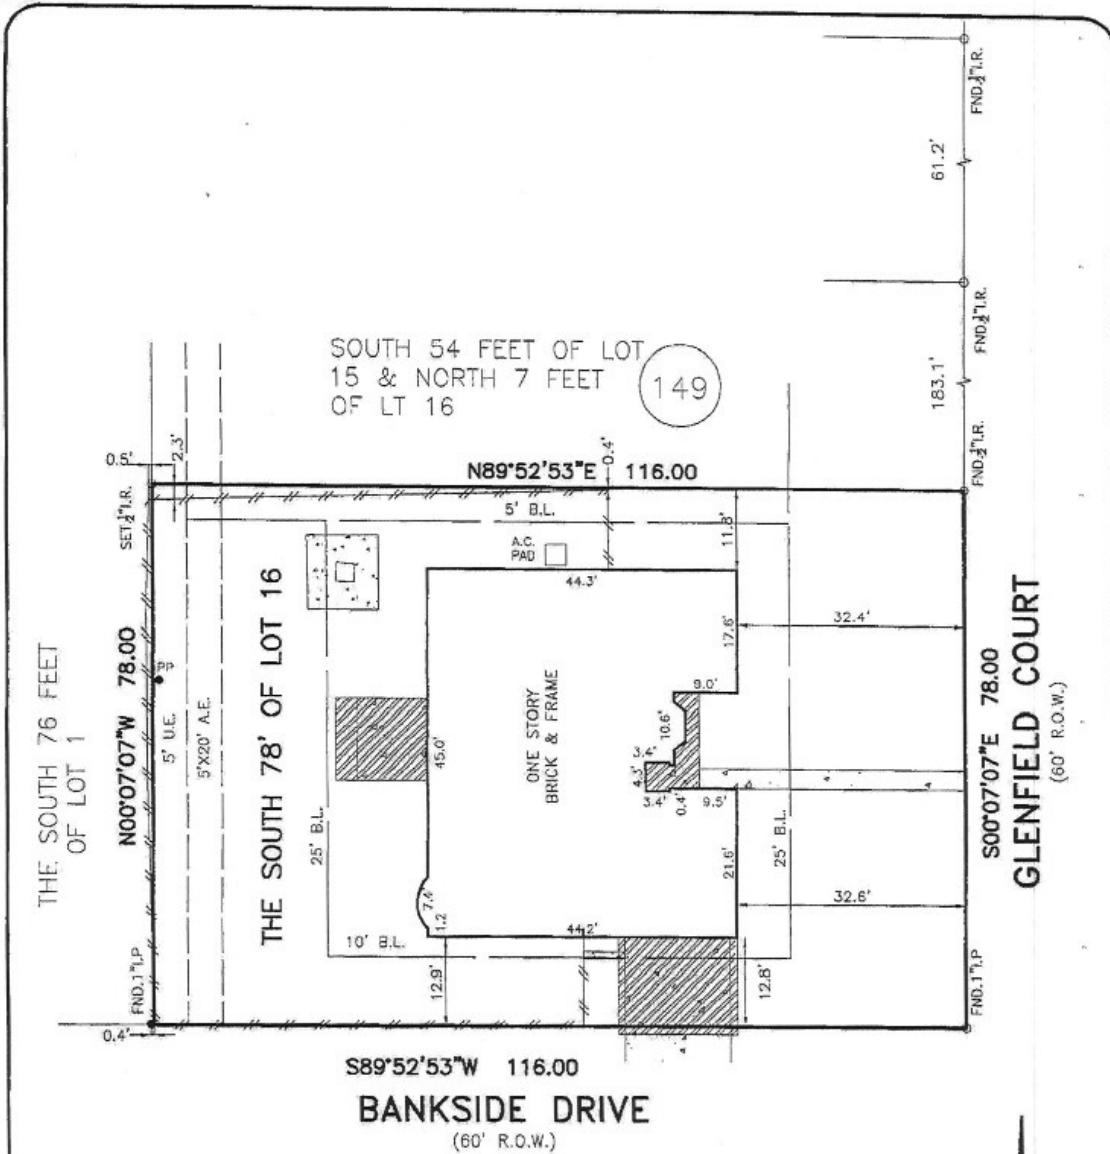 FND.½"I.R.
61.2'
FND.½"I.R.
183.1'
FND.½"I.R.
SOUTH 54 FEET OF LOT
15 & NORTH 7 FEET
OF LT 16
149
0.5'
2.3'
N89°52'53"E 116.00
0.4'
SET ½"I.R.
5' B.L.
A.C.
PAD
11.8'
44.3'
THE SOUTH 76 FEET
OF LOT 1
N00°07'07"W 78.00
PP
5' U.E.
5'X20' A.E.
THE SOUTH 78' OF LOT 16
25' B.L.
45.0'
ONE STORY
BRICK & FRAME
17.6'
32.4'
9.0'
10.6'
3.4'
4.3'
3.4'
0.4'
9.5'
21.6'
25' B.L.
32.6'
S00°07'07"E 78.00
GLENFIELD COURT
(60' R.O.W.)
7.4'
1.2
10' B.L.
44.2'
12.9'
12.8'
FND.1"I.P
FND.1"I.P
0.4'
S89°52'53"W 116.00
BANKSIDE DRIVE
(60' R.O.W.)